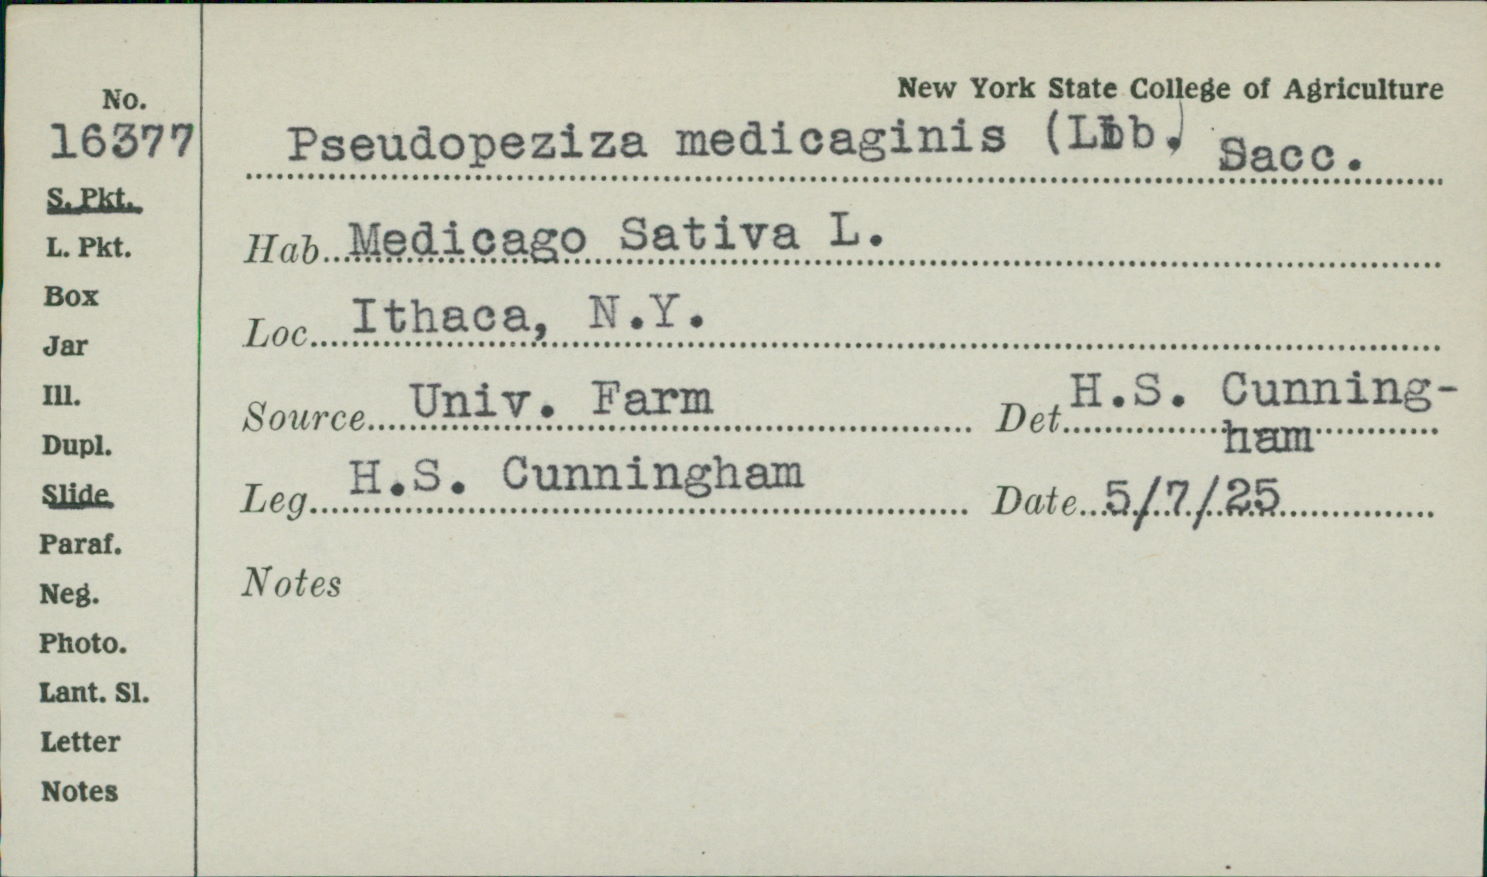 New York State College of Agriculture
No.
16377
Pseudopeziza medicaginis (Lib.) Sacc.
S. Pkt.
L. Pkt.
Box
Jar
Ill.
Dupl.
Slide
Paraf.
Neg.
Photo.
Lant. Sl.
Letter
Notes
Hab. Medicago Sativa L.
Loc. Ithaca, N.Y.
Source Univ. Farm Det. H.S. Cunning-
ham
Leg. H.S. Cunningham Date 5/7/25
Notes